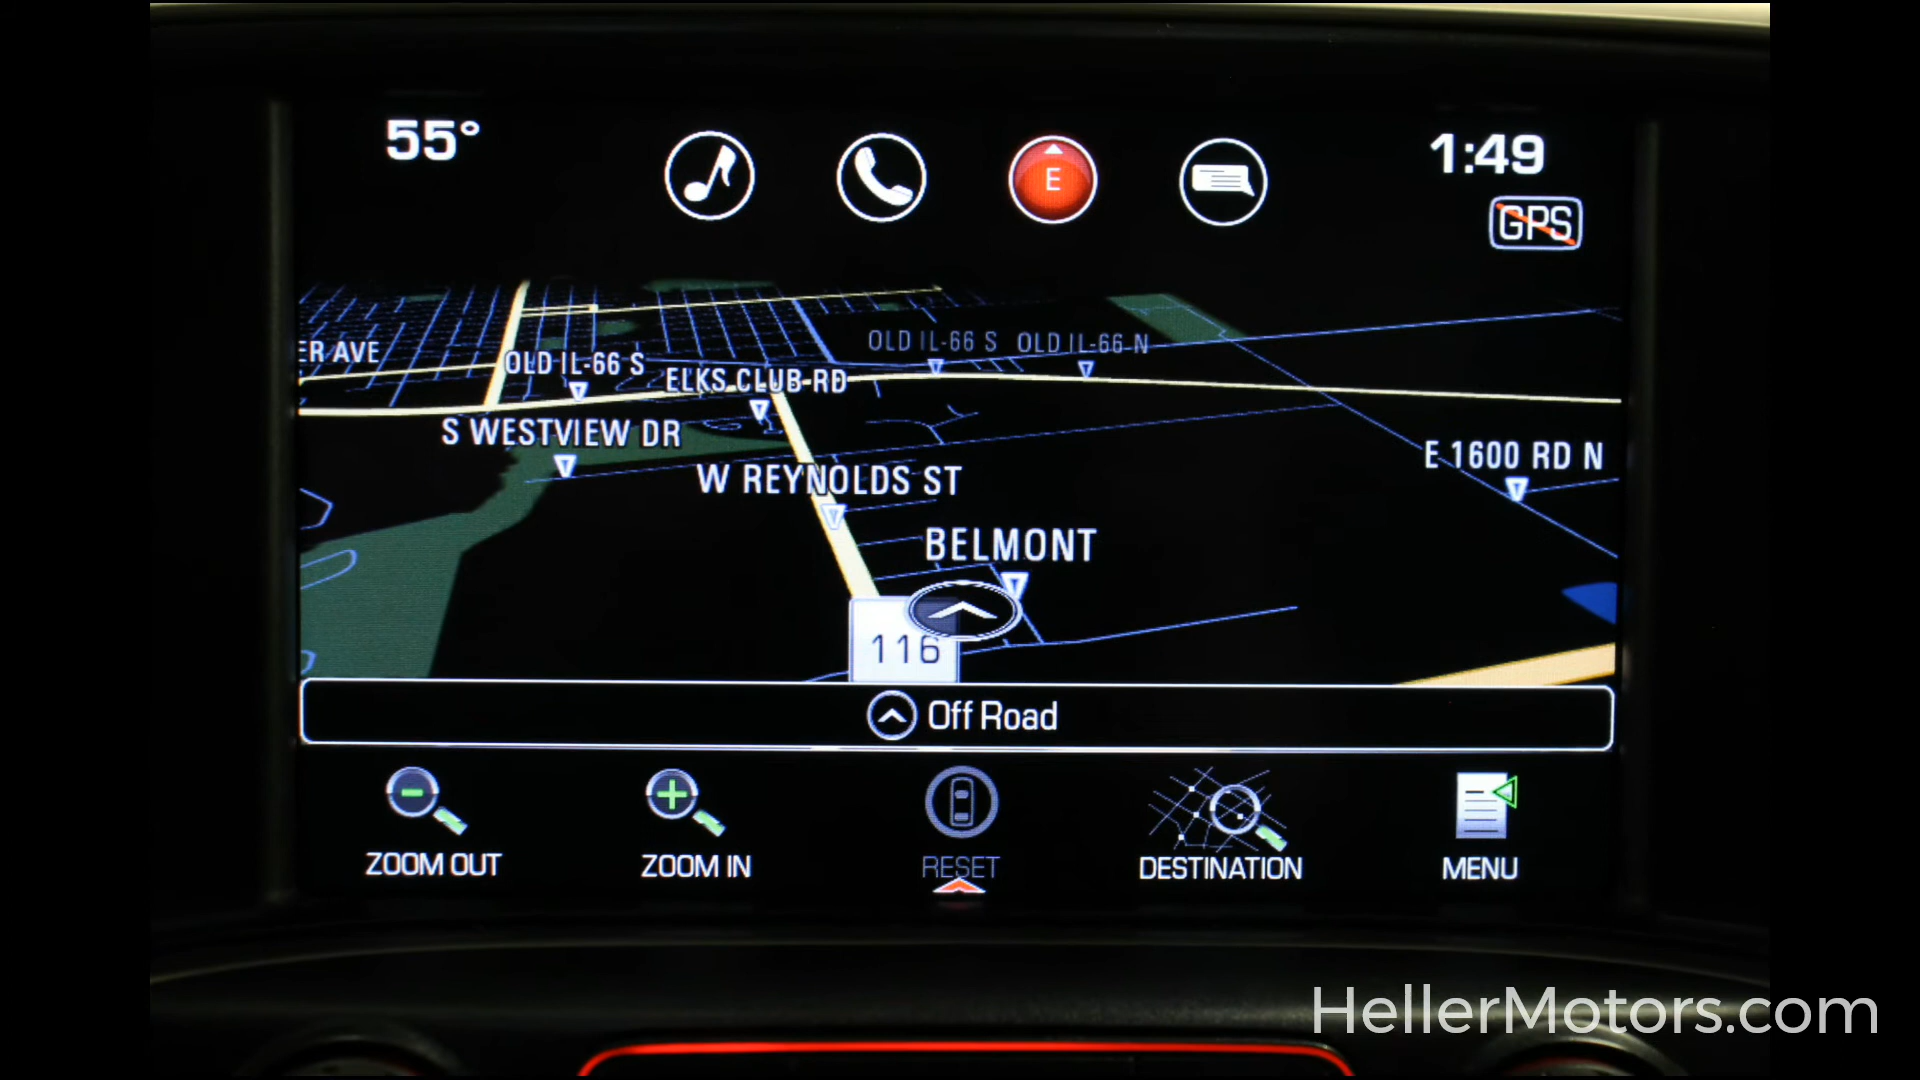 55°
E
1:49
GPS
ER AVE
OLD IL-66 S
OLD IL-66 S
OLD IL-66-N
ELKS CLUB RD
S WESTVIEW DR
W REYNOLDS ST
E 1600 RD N
BELMONT
116
Off Road
ZOOM OUT
ZOOM IN
RESET
DESTINATION
MENU
HellerMotors.com